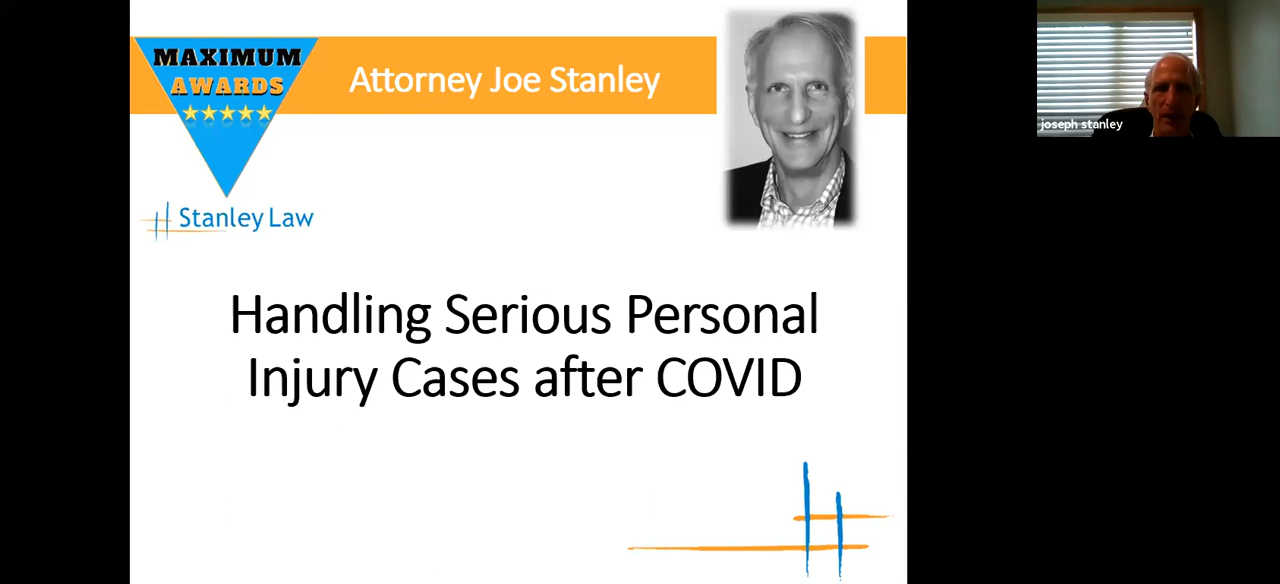 MAXIMUM
AWARDS
Attorney Joe Stanley
Stanley Law
Handling Serious Personal
Injury Cases after COVID
joseph stanley